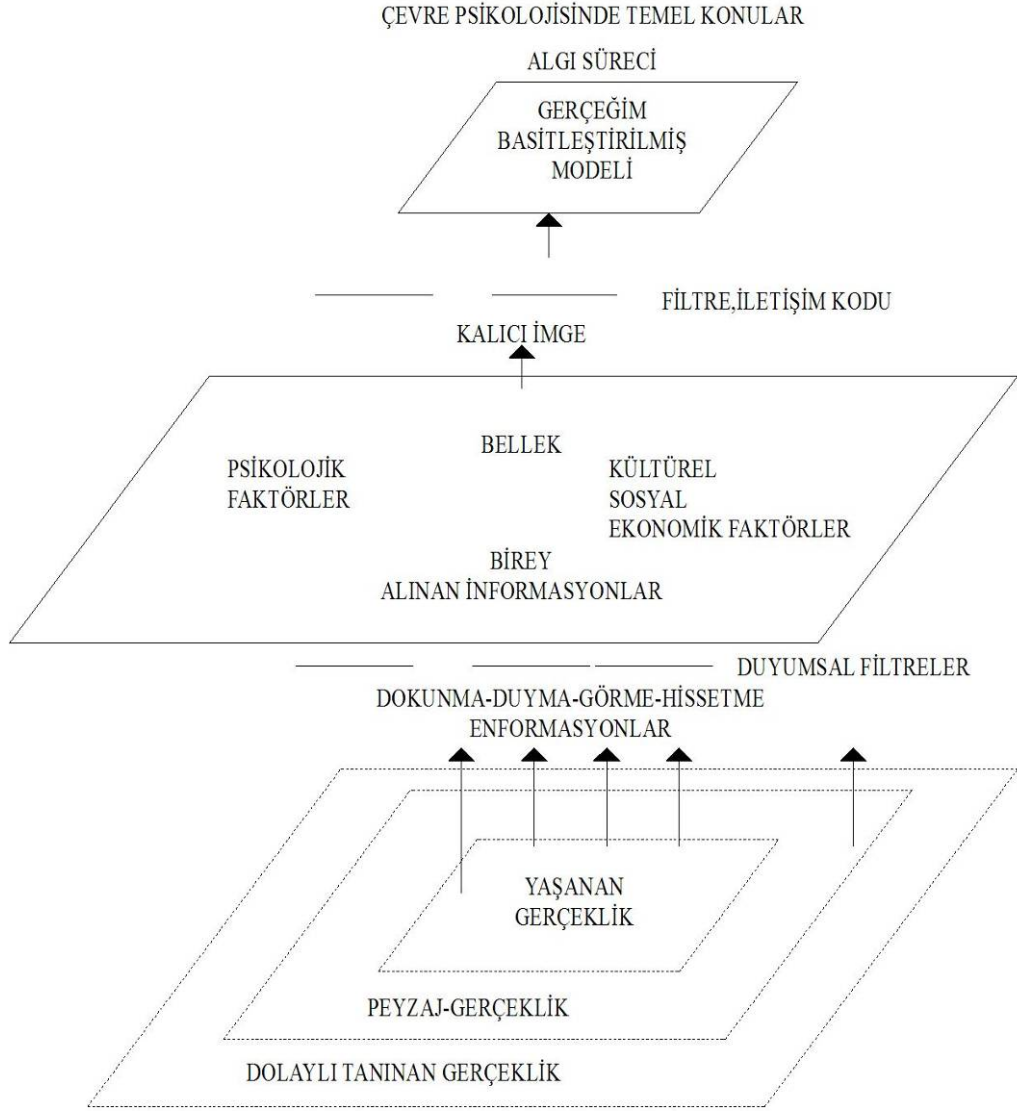 ÇEVRE PSİKOLOJİSİNDE TEMEL KONULAR
ALGI SÜRECİ
GERÇEĞİM
BASİTLEŞTİRİLMİŞ
MODELİ
FİLTRE,İLETİŞİM KODU
KALICI İMGE
BELLEK
PSİKOLOJİK
FAKTÖRLER
KÜLTÜREL
SOSYAL
EKONOMİK FAKTÖRLER
BİREY
ALINAN İNFORMASYONLAR
DUYUMSAL FİLTRELER
DOKUNMA-DUYMA-GÖRME-HİSSETME
ENFORMASYONLAR
YAŞANAN
GERÇEKLİK
PEYZAJ-GERÇEKLİK
DOLAYLI TANINAN GERÇEKLİK